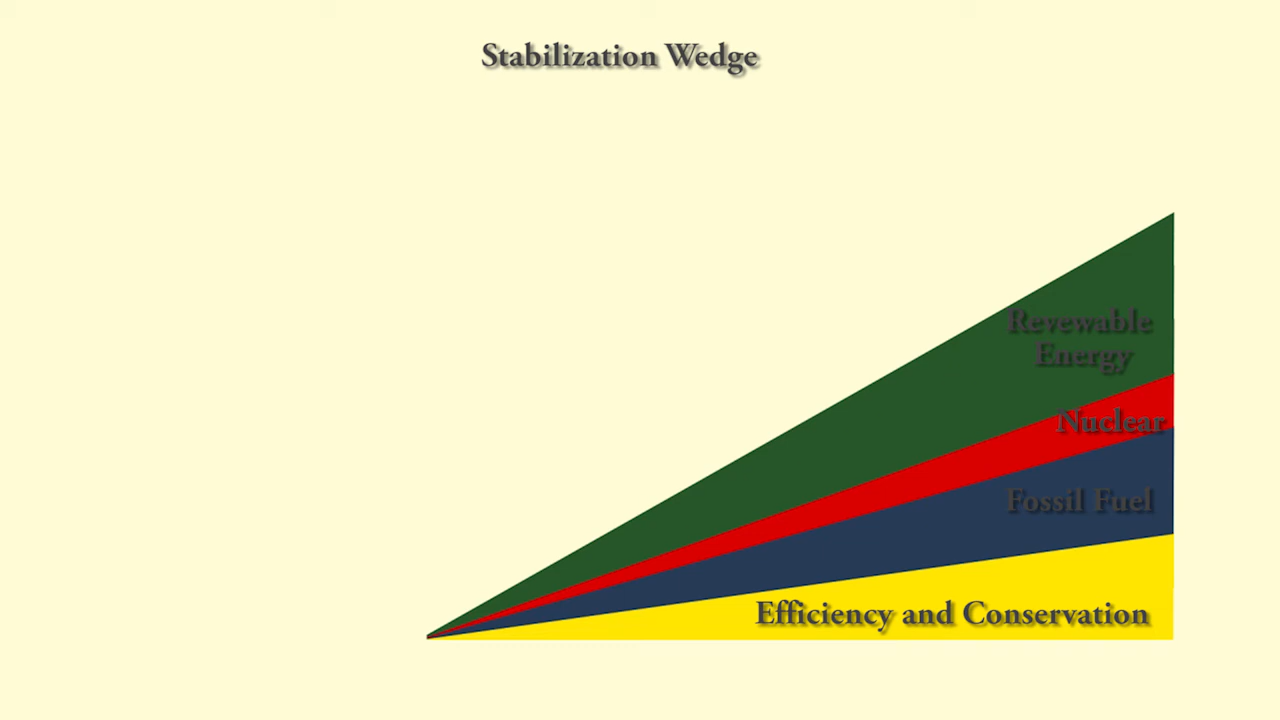 Stabilization Wedge
Revewable
Energy
Nuclear
Fossil Fuel
Efficiency and Conservation